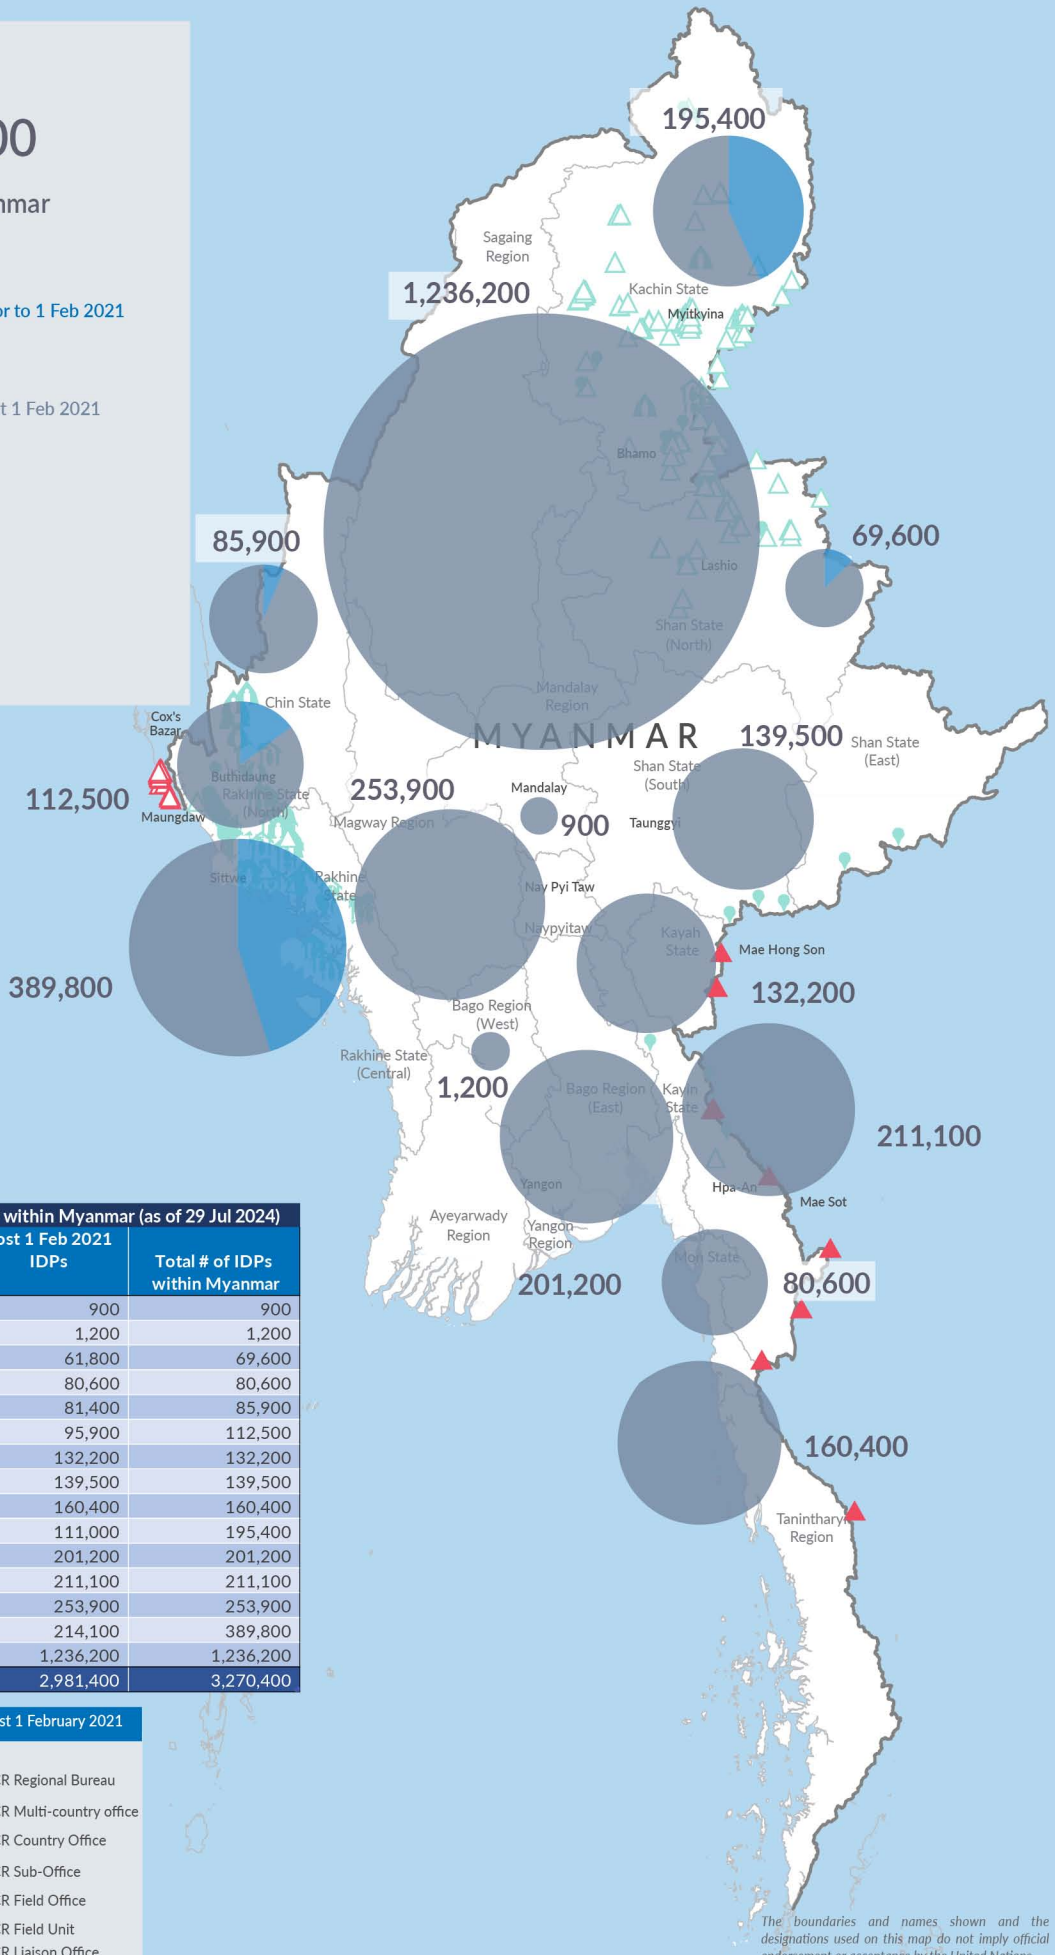 195,400
00
nmar
Sagaing
Region
1,236,200
Kachin State
or to 1 Feb 2021
Myitkyina
t 1 Feb 2021
Bhamo
85,900
69,600
Lashio
Shan State
(North)
Mandalay
Region
Chin State
Cox's
Bazar
MYANMAR
139,500
Shan State
(East)
Shan State
(South)
Buthidaung
Rakhine State
(North)
112,500
Maungdaw
253,900
Mandalay
900
Magway Region
Taunggyi
Sittwe
Rakhine
State
Nay Pyi Taw
Naypyitaw
Kayah
State
Mae Hong Son
389,800
132,200
Bago Region
(West)
Rakhine State
(Central)
1,200
Bago Region
(East)
Kayin
State
211,100
Yangon
Hpa-An
Mae Sot
Ayeyarwady
Region
Yangon
Region
Mon State
201,200
80,600
160,400
Tanintharyi
Region
within Myanmar (as of 29 Jul 2024)
ost 1 Feb 2021
IDPs
Total # of IDPs
within Myanmar
900 900
1,200 1,200
61,800 69,600
80,600 80,600
81,400 85,900
95,900 112,500
132,200 132,200
139,500 139,500
160,400 160,400
111,000 195,400
201,200 201,200
211,100 211,100
253,900 253,900
214,100 389,800
1,236,200 1,236,200
2,981,400 3,270,400
st 1 February 2021
R Regional Bureau
R Multi-country office
R Country Office
R Sub-Office
R Field Office
R Field Unit
R Liaison Office
The boundaries and names shown and the
designations used on this map do not imply official
endorsement or acceptance by the United Nations